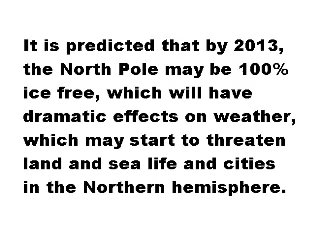 It is predicted that by 2013,
the North Pole may be 100%
ice free, which will have
dramatic effects on weather,
which may start to threaten
land and sea life and cities
in the Northern hemisphere.